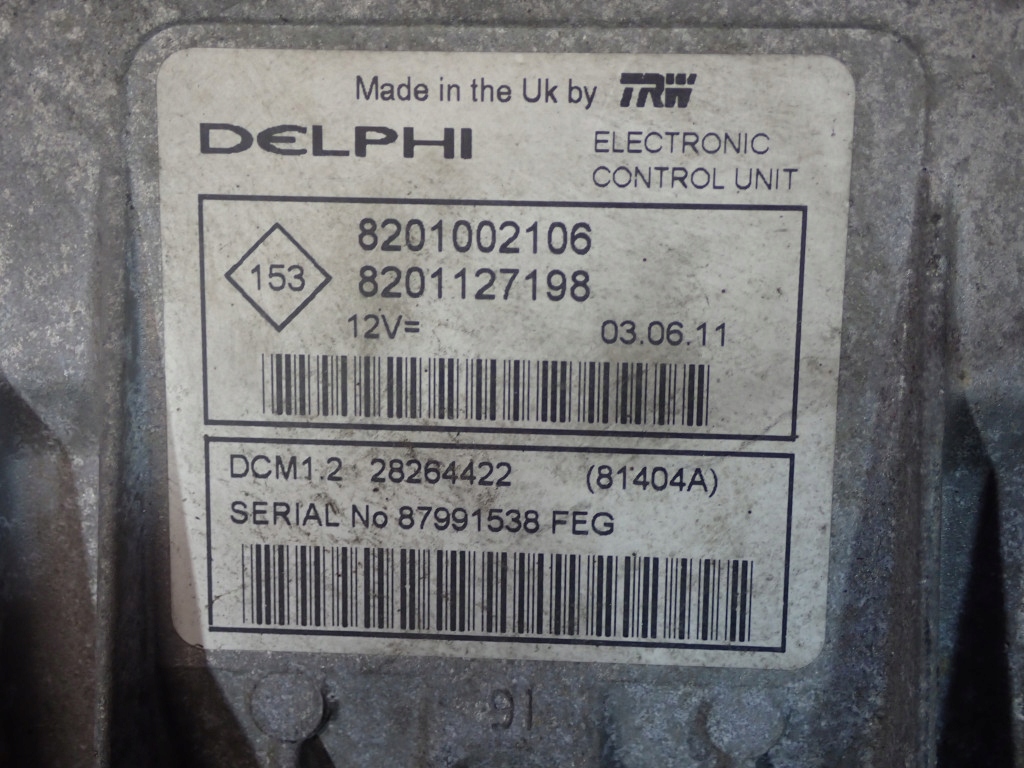 Made in the Uk by TRW
DELPHI
ELECTRONIC
CONTROL UNIT
153
8201002106
8201127198
12V=
03.06.11
DCM1.2 28264422 (81404A)
SERIAL No 87991538 FEG
91